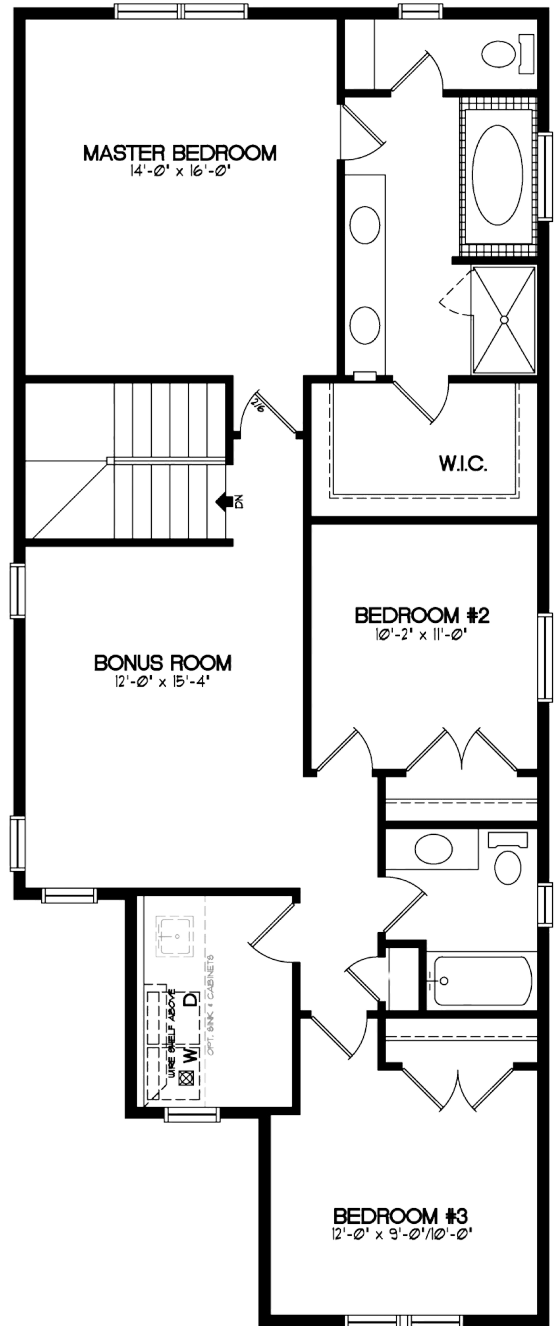 MASTER BEDROOM
14'-0" x 16'-0"
2/6
W.I.C.
DN
BEDROOM #2
10'-2" x 11'-0"
BONUS ROOM
12'-0" x 15'-4"
WIRE SHELF ABOVE
W D
OPT. SINK & CABINETS
BEDROOM #3
12'-0" x 9'-0"/10'-0"